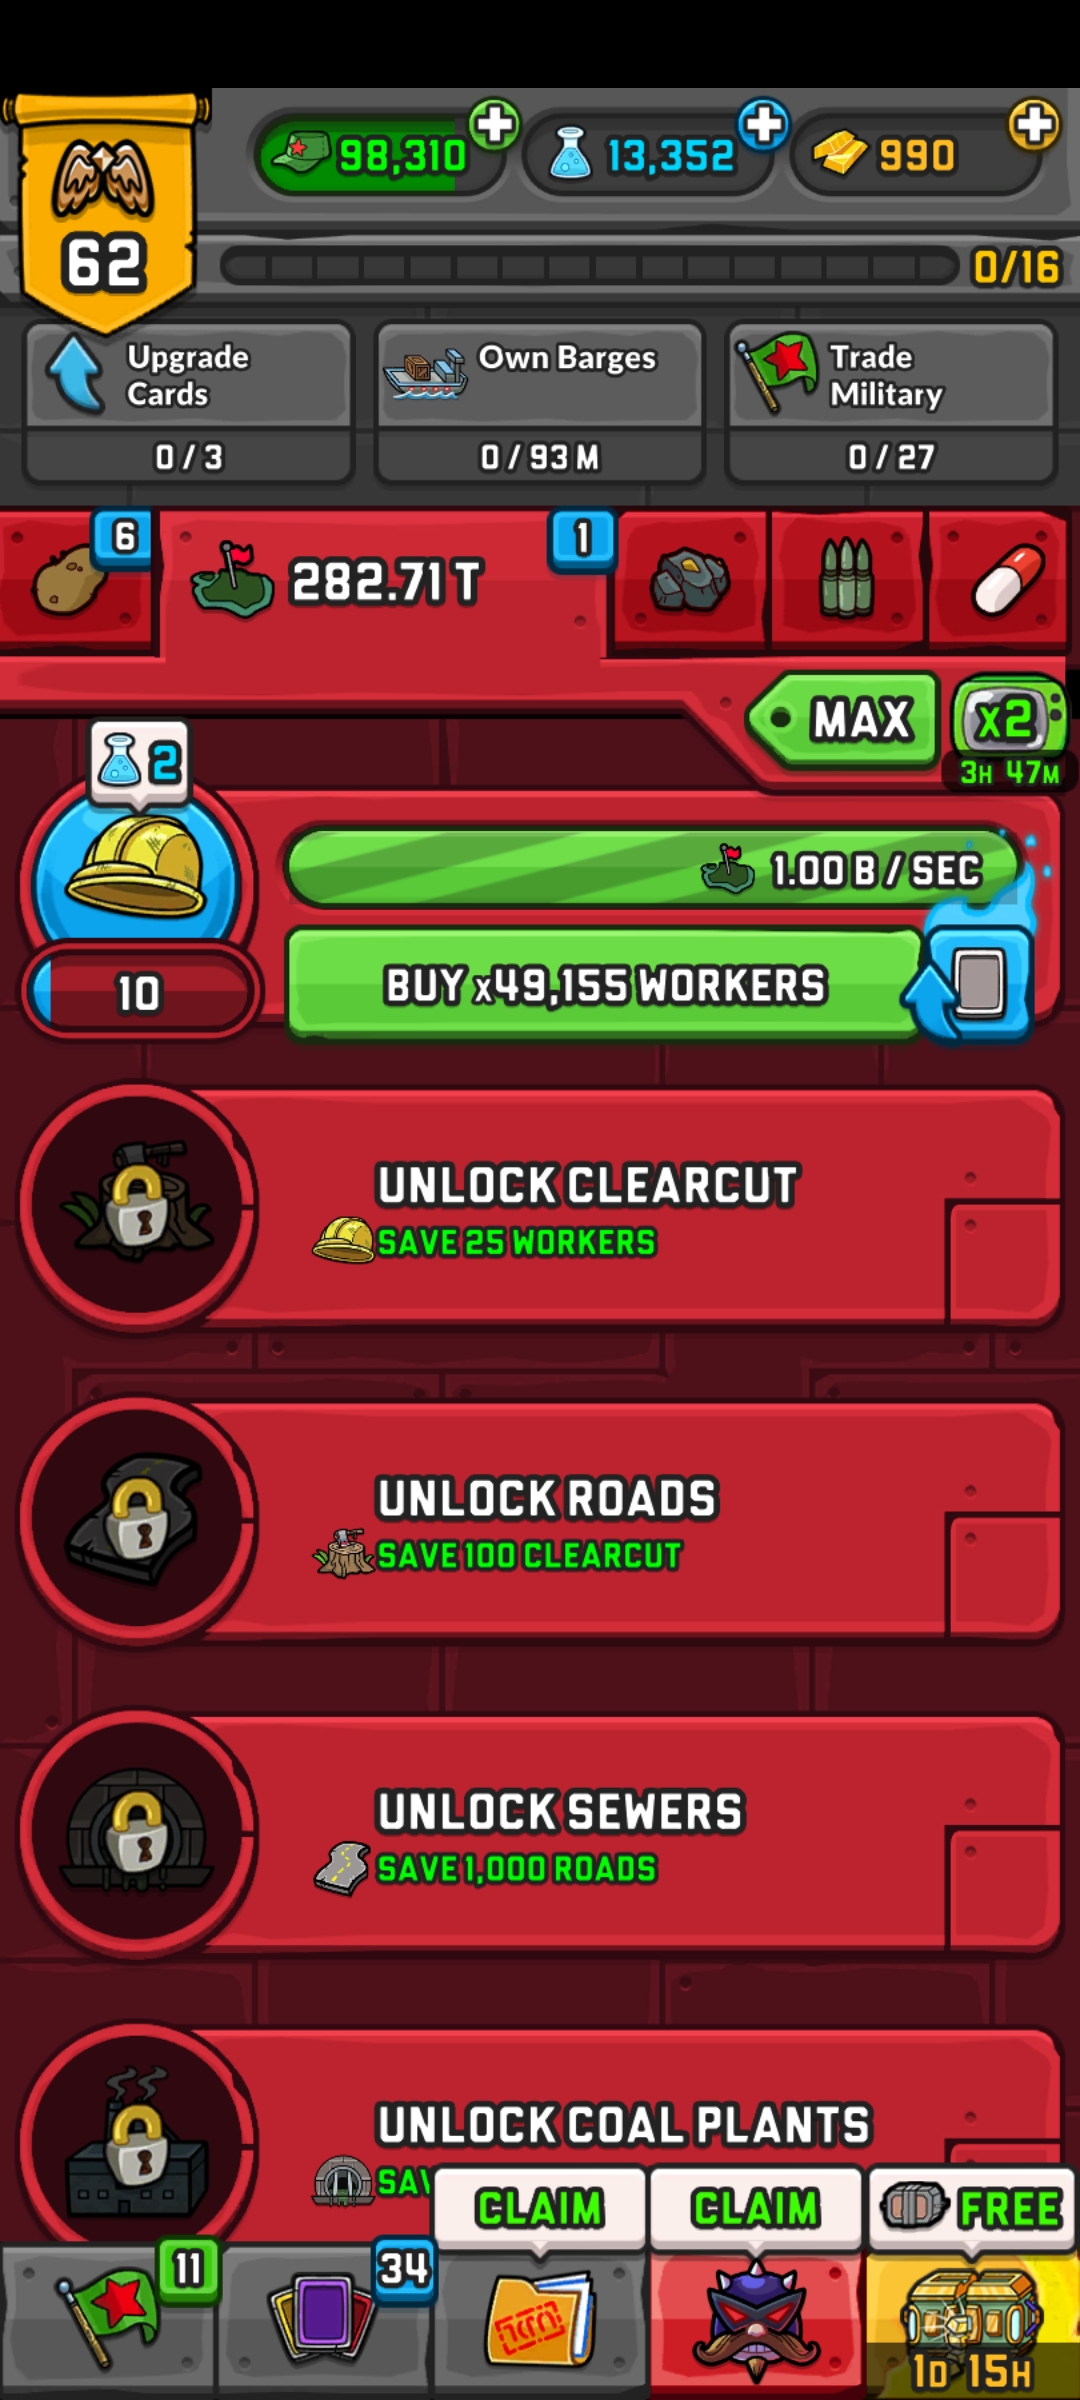 98,310
13,352
990
62
0/16
Upgrade Cards
0 / 3
Own Barges
0 / 93 M
Trade Military
0 / 27
6
282.71 T
1
MAX
x2
3H 47M
2
1.00 B / SEC
10
BUY x49,155 WORKERS
UNLOCK CLEARCUT
SAVE 25 WORKERS
UNLOCK ROADS
SAVE 100 CLEARCUT
UNLOCK SEWERS
SAVE 1,000 ROADS
UNLOCK COAL PLANTS
CLAIM
CLAIM
FREE
11
34
1D 15H